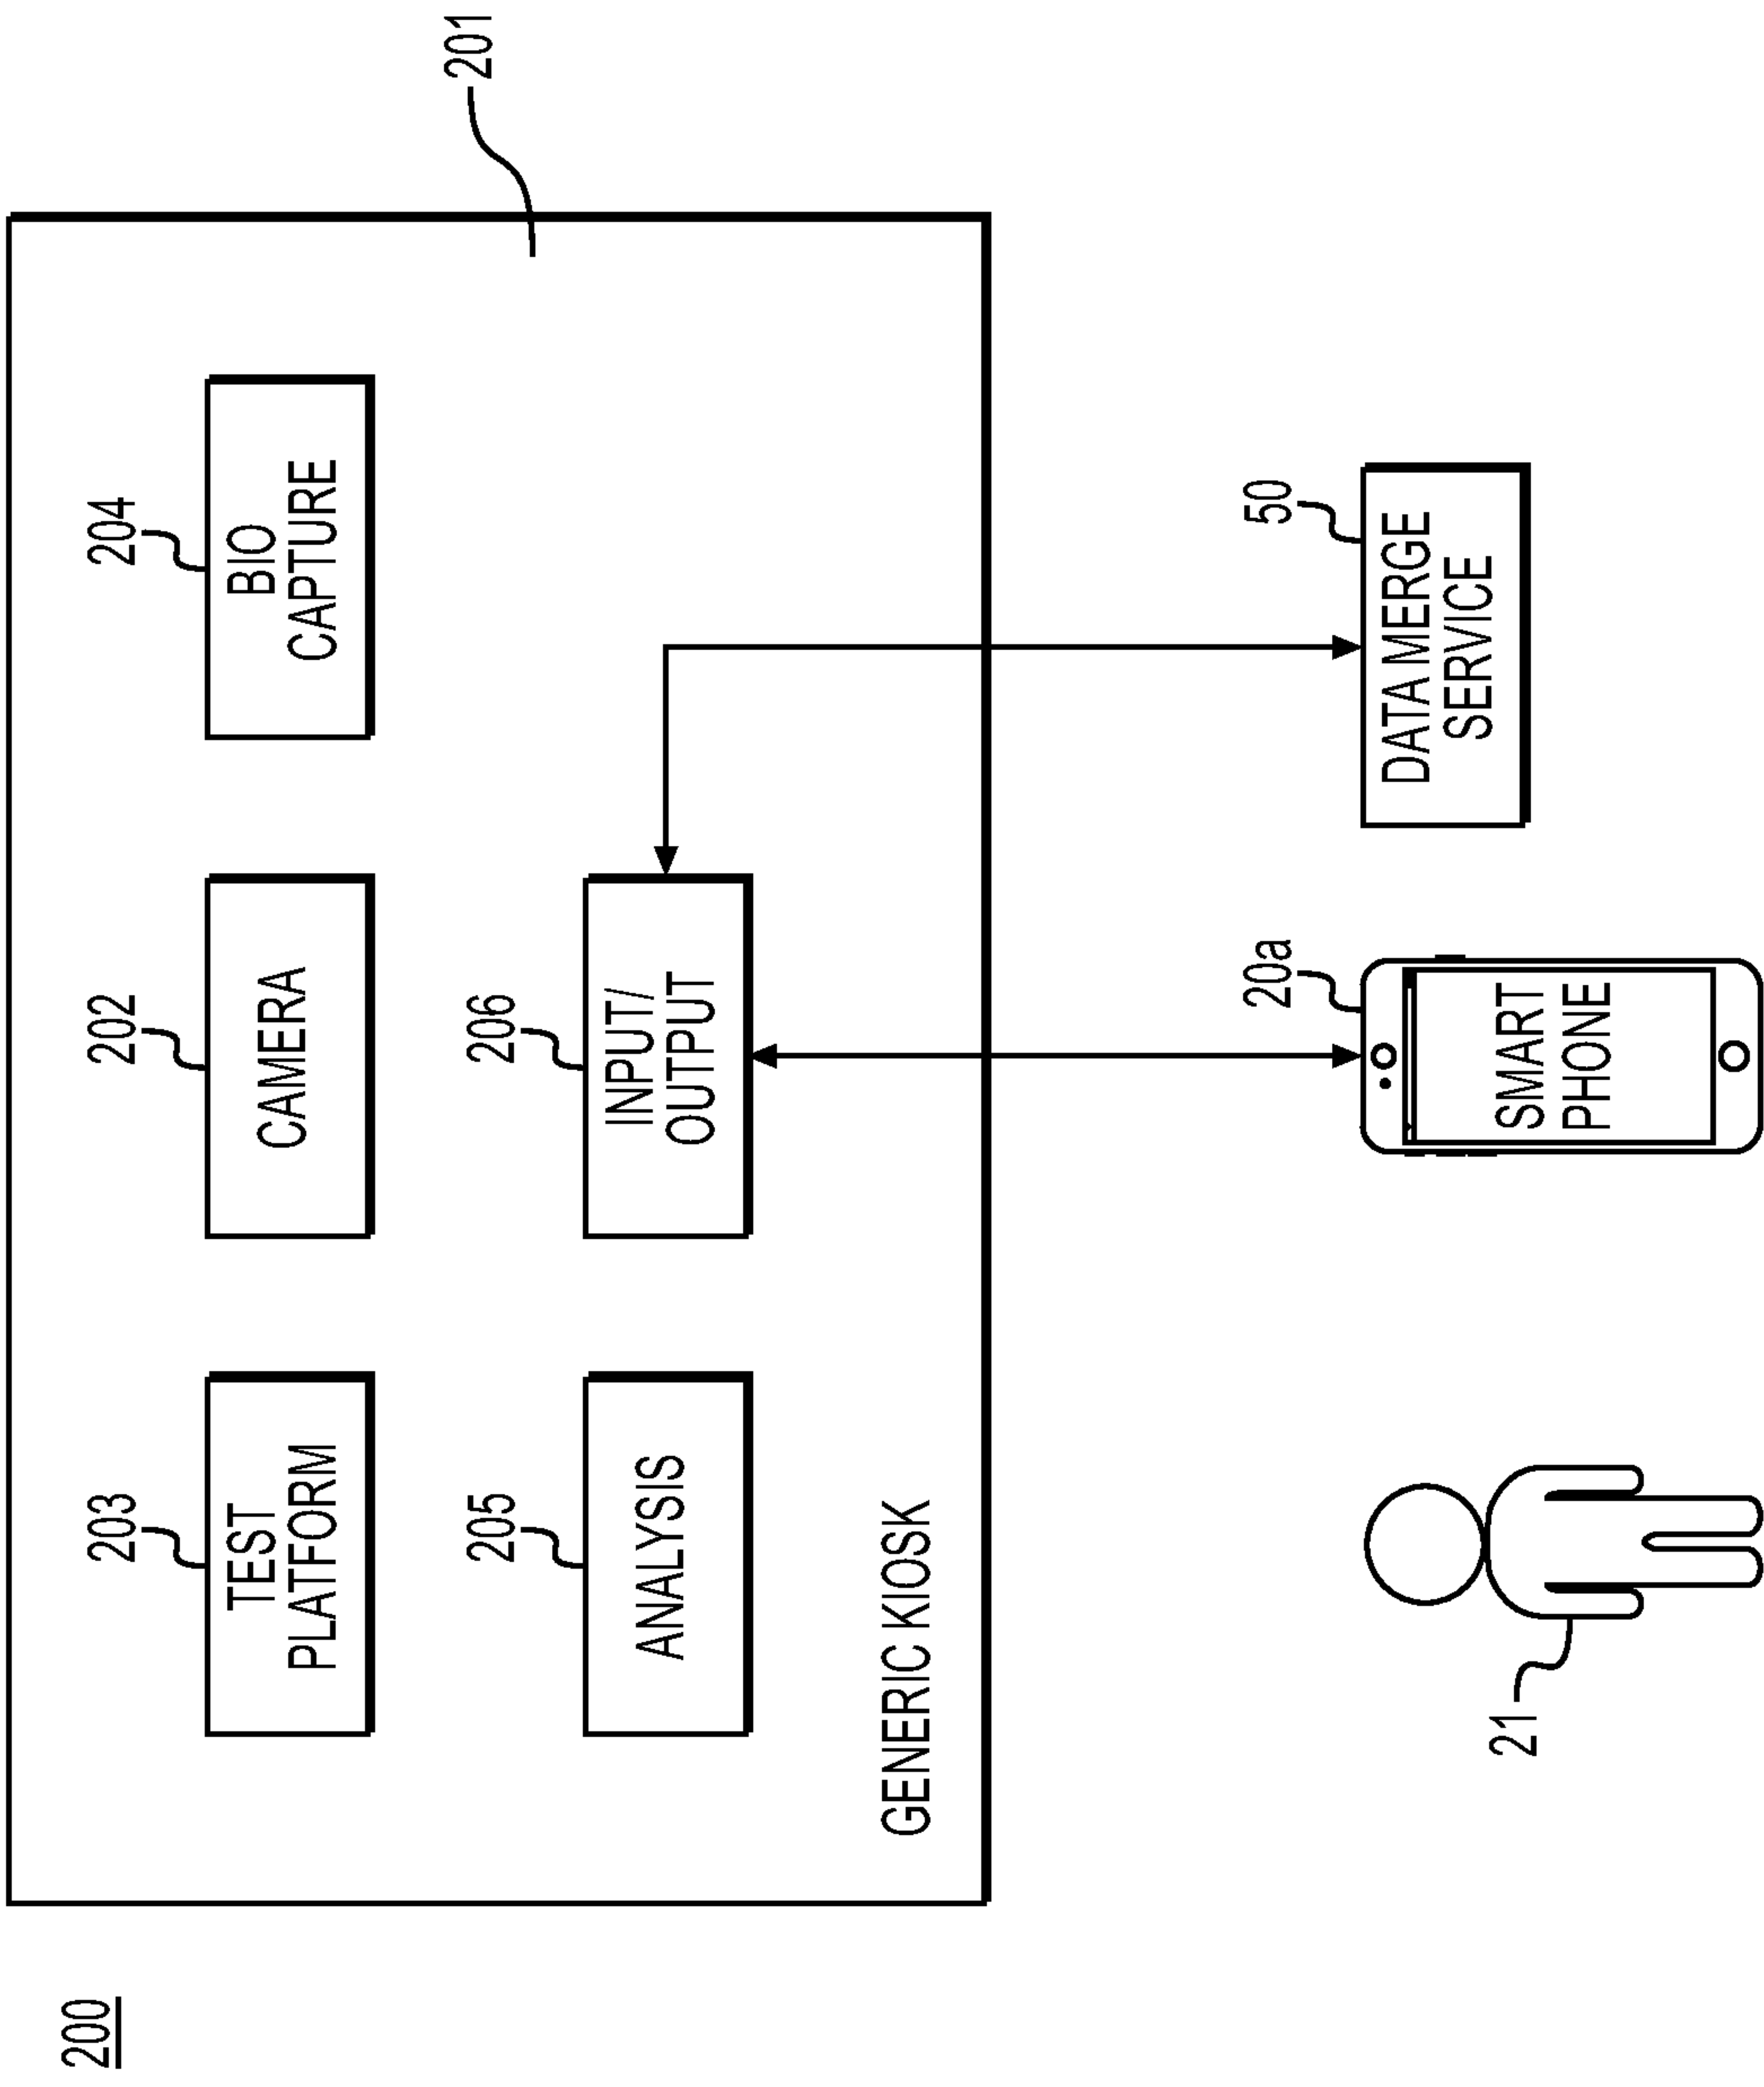 200
203
TEST
PLATFORM
202
CAMERA
204
BIO
CAPTURE
201
205
ANALYSIS
206
INPUT/
OUTPUT
GENERIC KIOSK
21
20a
SMART
PHONE
50
DATA MERGE
SERVICE